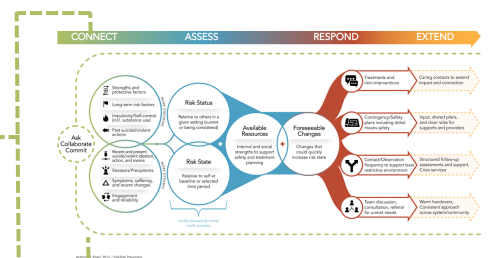 CONNECT
ASSESS
RESPOND
EXTEND
Ask
Collaborate
Commit
Strengths and
protective factors
Long-term risk factors
Impulsivity/Self-control
(incl. substance use)
Past suicidal/violent
actions
Recent and present
suicide/violent ideation,
action, and means
Stressors/Precipitants
Symptoms, suffering,
and recent changes
Engagement
and reliability
Risk Status
Relative to others in a
given setting (current
or being considered)
Risk State
Relative to self at
baseline or selected
time period
Usually explored by mental
health providers
Available
Resources
Internal and social
strengths to support
safety and treatment
planning
Foreseeable
Changes
Changes that
could quickly
increase risk state
Treatments and
mini-interventions
Contingency/Safety
plans including lethal
means safety
Contact/Observation
frequency to support least
restrictive environment
Team discussion,
consultation, referral
for unmet needs
Caring contacts to extend
impact and connection
Input, shared plans,
and clear roles for
supports and providers
Structured follow-up
assessments and support,
Crisis services
Warm handovers,
Consistent approach
across system/community